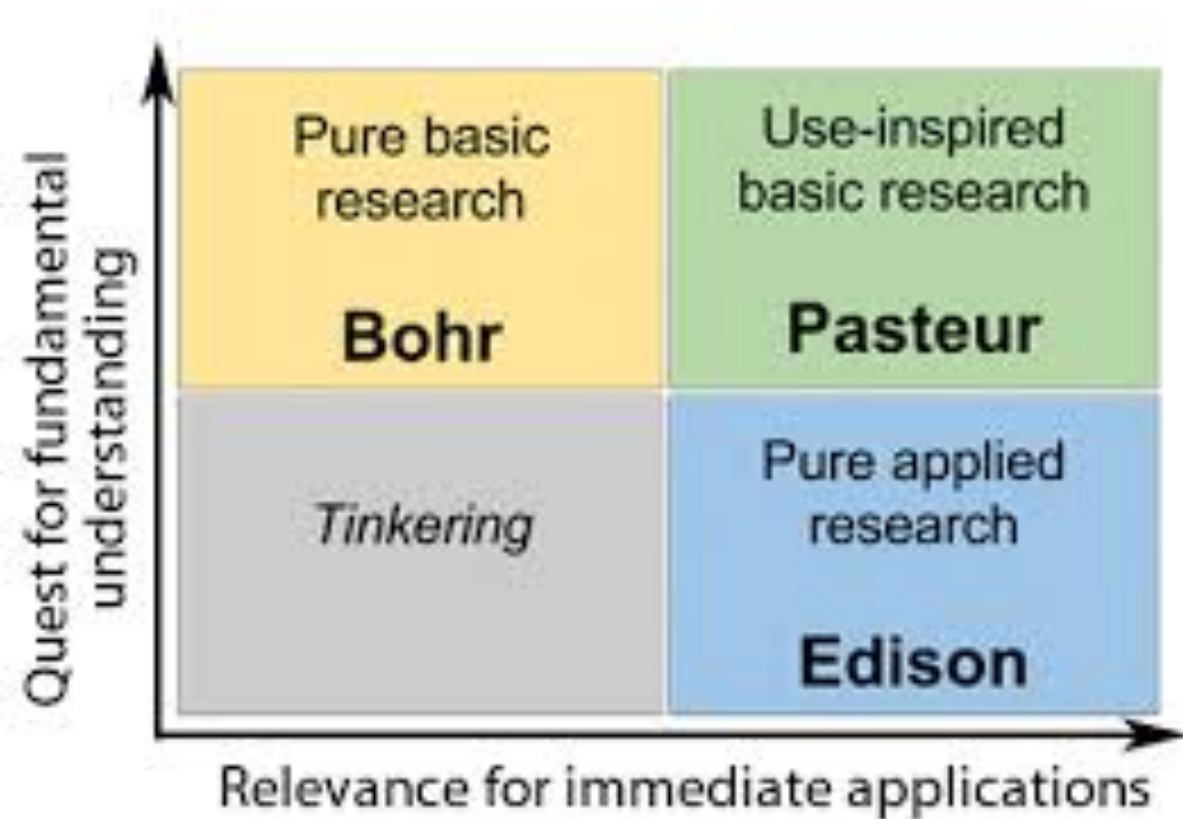 Quest for fundamental
understanding
Pure basic
research
Bohr
Use-inspired
basic research
Pasteur
Tinkering
Pure applied
research
Edison
Relevance for immediate applications